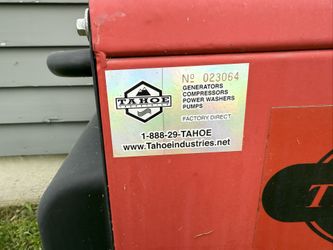 Nº 023064
TAHOE
GENERATORS
COMPRESSORS
POWER WASHERS
PUMPS
FACTORY DIRECT
1-888-29-TAHOE
www.Tahoeindustries.net
T